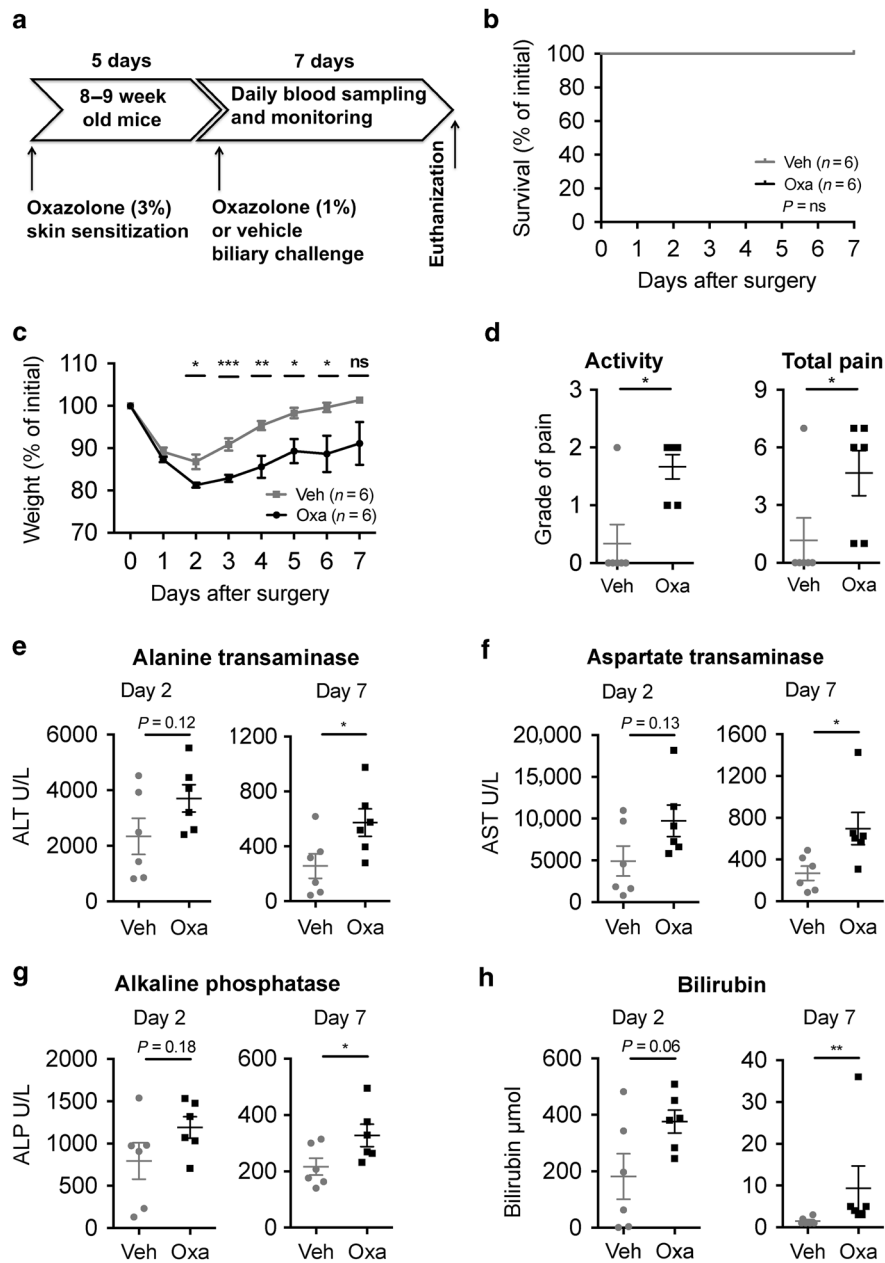 a
5 days
7 days
8–9 week
old mice
Daily blood sampling
and monitoring
Oxazolone (3%)
skin sensitization
Oxazolone (1%)
or vehicle
biliary challenge
Euthanization
b
Survival (% of initial)
100
80
60
40
20
0
Veh (n = 6)
Oxa (n = 6)
P = ns
0 1 2 3 4 5 6 7
Days after surgery
c
Weight (% of initial)
110
100
90
80
70
* *** ** * * ns
Veh (n = 6)
Oxa (n = 6)
0 1 2 3 4 5 6 7
Days after surgery
d
Activity
Grade of pain
3
2
1
0
*
Veh Oxa
Total pain
9
6
3
0
*
Veh Oxa
e
Alanine transaminase
Day 2
ALT U/L
6000
4000
2000
0
P = 0.12
Veh Oxa
Day 7
1200
800
400
0
*
Veh Oxa
f
Aspartate transaminase
Day 2
AST U/L
20,000
15,000
10,000
5000
0
P = 0.13
Veh Oxa
Day 7
1600
1200
800
400
0
*
Veh Oxa
g
Alkaline phosphatase
Day 2
ALP U/L
2000
1500
1000
500
0
P = 0.18
Veh Oxa
Day 7
600
400
200
0
*
Veh Oxa
h
Bilirubin
Day 2
Bilirubin μmol
600
400
200
0
P = 0.06
Veh Oxa
Day 7
40
30
20
10
0
**
Veh Oxa